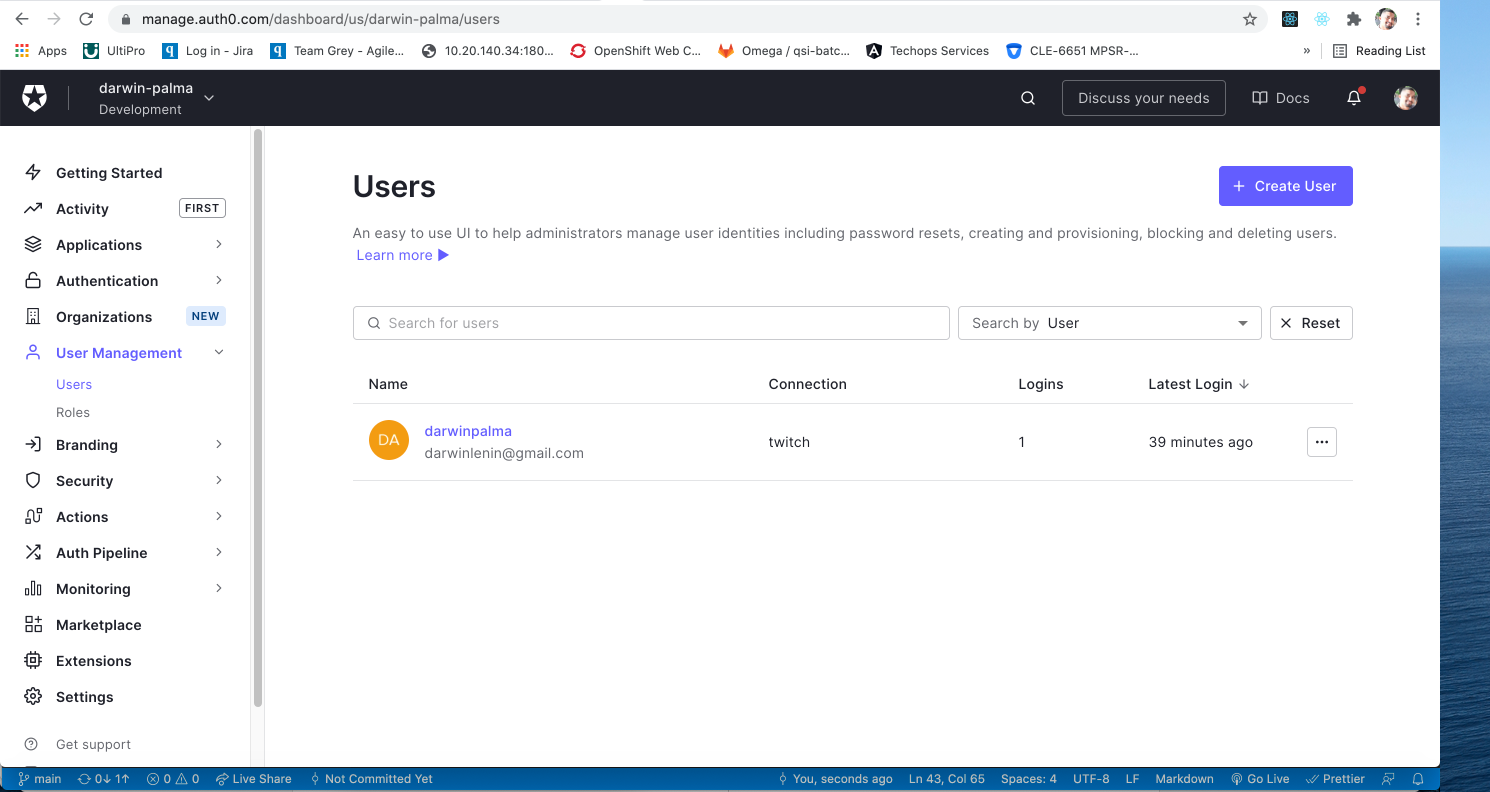 manage.auth0.com/dashboard/us/darwin-palma/users
Apps UltiPro Log in - Jira Team Grey - Agile... 10.20.140.34:180... OpenShift Web C... Omega / qsi-batc... Techops Services CLE-6651 MPSR-... » Reading List
darwin-palma
Development
Discuss your needs
Docs
Getting Started
Activity FIRST
Applications
Authentication
Organizations NEW
User Management
Users
Roles
Branding
Security
Actions
Auth Pipeline
Monitoring
Marketplace
Extensions
Settings
Get support
Users
+ Create User
An easy to use UI to help administrators manage user identities including password resets, creating and provisioning, blocking and deleting users.
Learn more ▶
Search for users
Search by User
Reset
Name Connection Logins Latest Login ↓
DA
darwinpalma
darwinlenin@gmail.com
twitch 1 39 minutes ago
main 0↓ 1↑ 0 0 Live Share Not Committed Yet You, seconds ago Ln 43, Col 65 Spaces: 4 UTF-8 LF Markdown Go Live Prettier